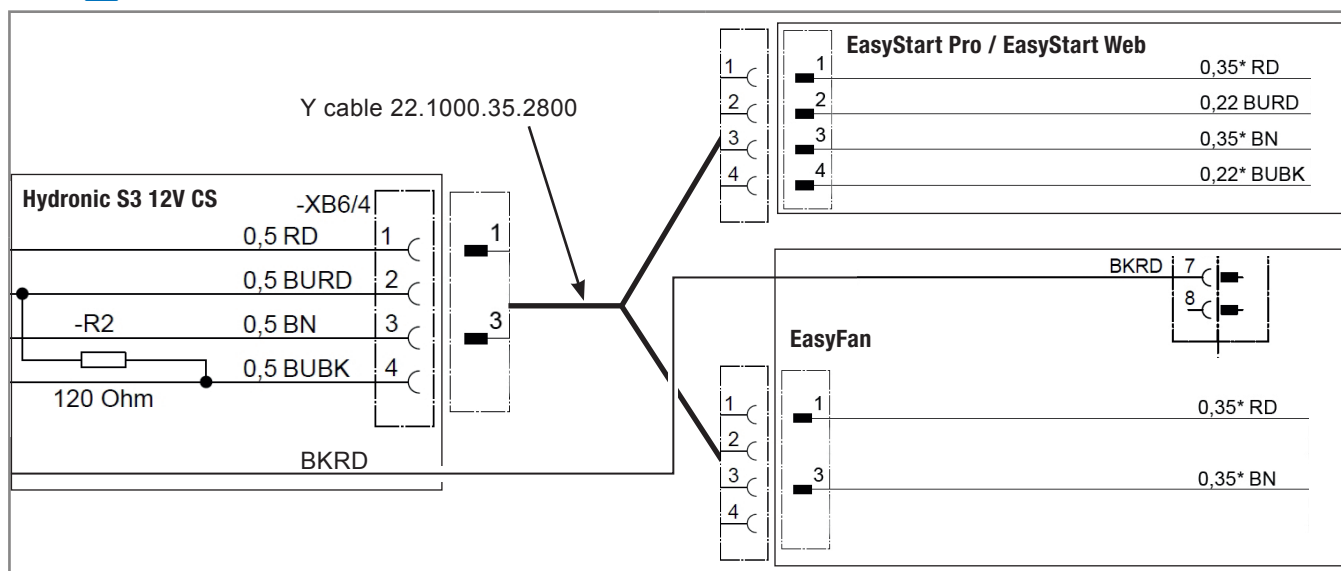 EasyStart Pro / EasyStart Web
1
2
3
4
1
2
3
4
0,35* RD
0,22 BURD
0,35* BN
0,22* BUBK
Y cable 22.1000.35.2800
Hydronic S3 12V CS
-XB6/4
0,5 RD
1
0,5 BURD
2
-R2
0,5 BN
3
0,5 BUBK
4
120 Ohm
BKRD
1
3
BKRD
7
8
EasyFan
1
2
3
4
1
3
0,35* RD
0,35* BN